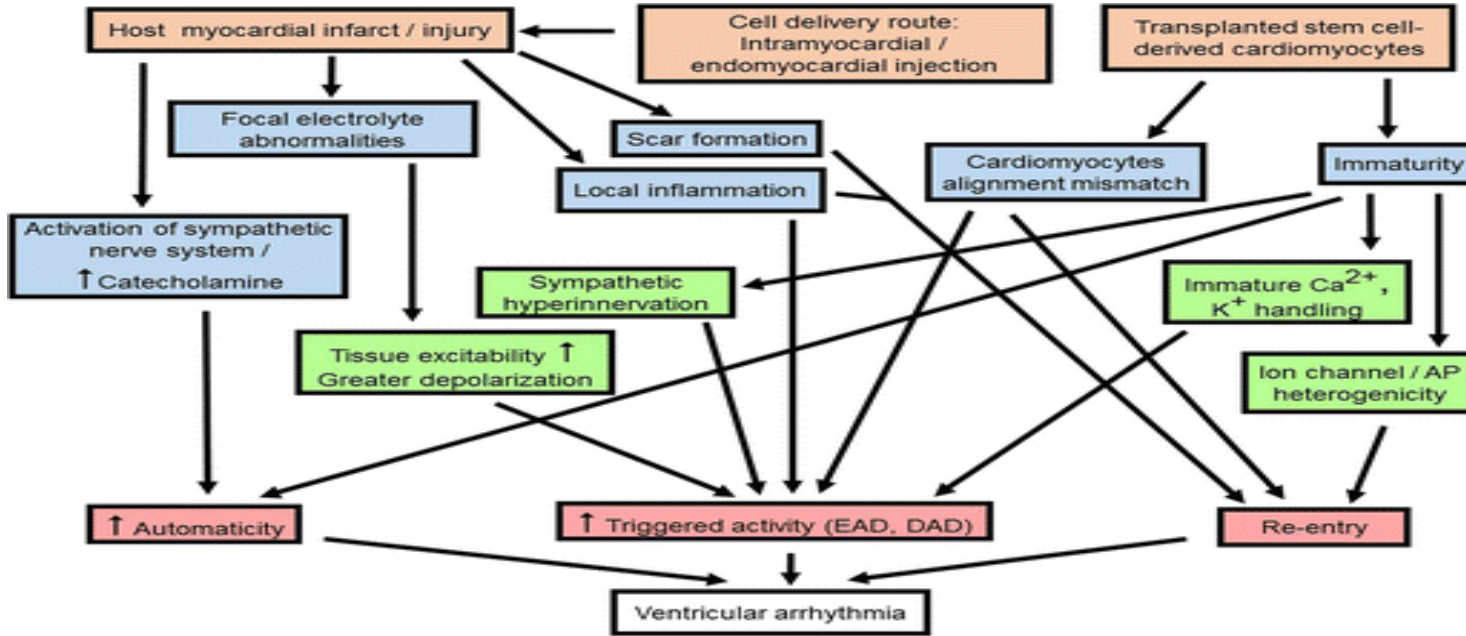 Host myocardial infarct / injury
Cell delivery route:
Intramyocardial /
endomyocardial injection
Transplanted stem cell-
derived cardiomyocytes
Focal electrolyte
abnormalities
Scar formation
Local inflammation
Cardiomyocytes
alignment mismatch
Immaturity
Activation of sympathetic
nerve system /
↑ Catecholamine
Sympathetic
hyperinnervation
Immature Ca²⁺,
K⁺ handling
Tissue excitability ↑
Greater depolarization
Ion channel / AP
heterogenicity
↑ Automaticity
↑ Triggered activity (EAD, DAD)
Re-entry
Ventricular arrhythmia